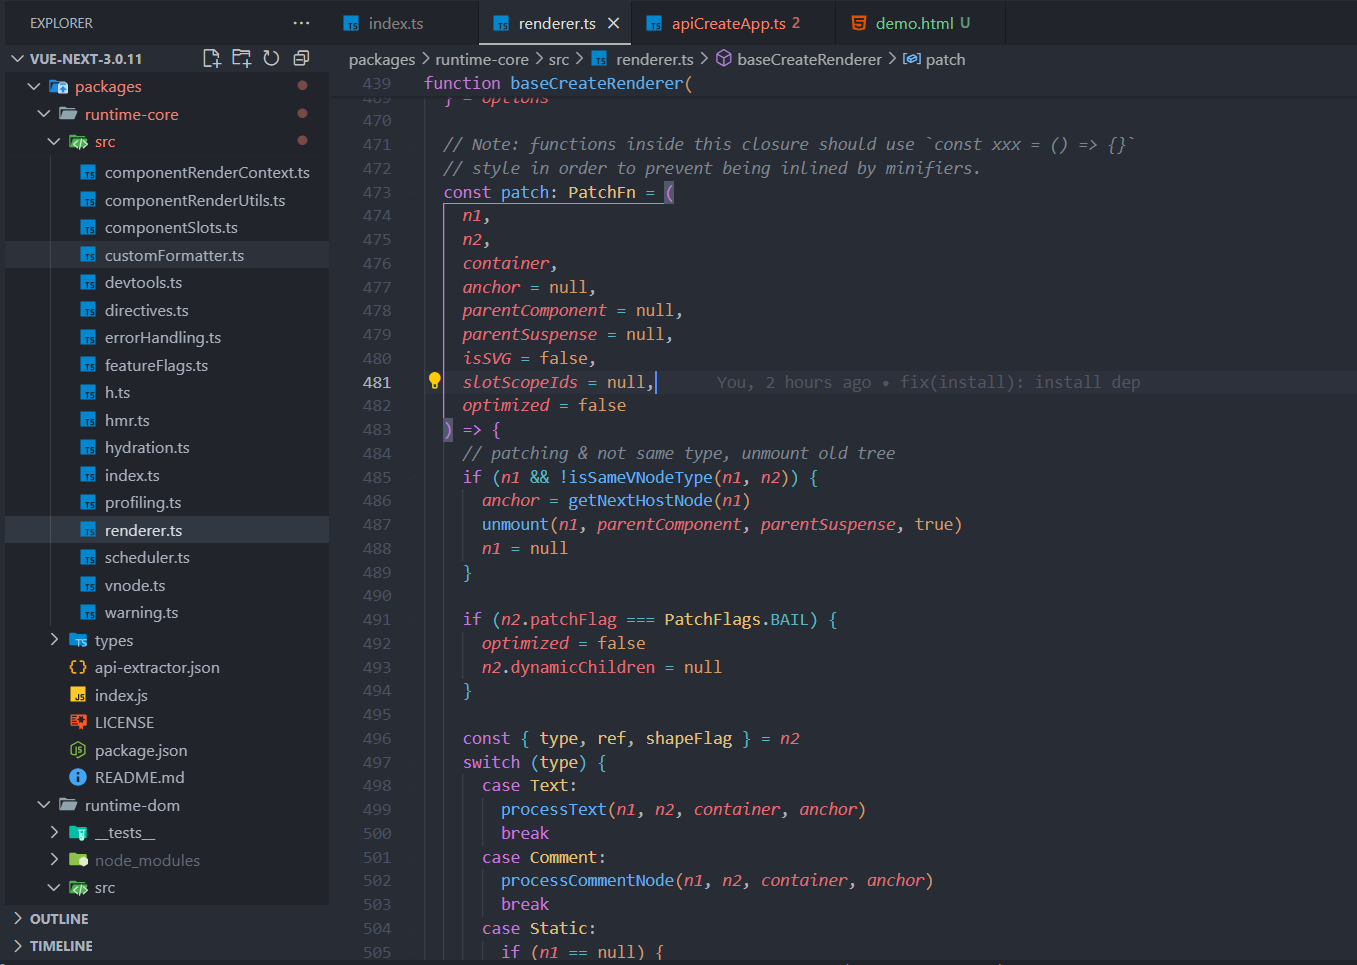 EXPLORER
···
VUE-NEXT-3.0.11
packages
runtime-core
src
componentRenderContext.ts
componentRenderUtils.ts
componentSlots.ts
customFormatter.ts
devtools.ts
directives.ts
errorHandling.ts
featureFlags.ts
h.ts
hmr.ts
hydration.ts
index.ts
profiling.ts
renderer.ts
scheduler.ts
vnode.ts
warning.ts
types
api-extractor.json
index.js
LICENSE
package.json
README.md
runtime-dom
__tests__
node_modules
src
OUTLINE
TIMELINE
index.ts
renderer.ts
apiCreateApp.ts 2
demo.html U
packages > runtime-core > src > renderer.ts > baseCreateRenderer > patch
439 function baseCreateRenderer(
469 } = options
470
471 // Note: functions inside this closure should use `const xxx = () => {}`
472 // style in order to prevent being inlined by minifiers.
473 const patch: PatchFn = (
474 n1,
475 n2,
476 container,
477 anchor = null,
478 parentComponent = null,
479 parentSuspense = null,
480 isSVG = false,
481 slotScopeIds = null, You, 2 hours ago • fix(install): install dep
482 optimized = false
483 ) => {
484 // patching & not same type, unmount old tree
485 if (n1 && !isSameVNodeType(n1, n2)) {
486 anchor = getNextHostNode(n1)
487 unmount(n1, parentComponent, parentSuspense, true)
488 n1 = null
489 }
490
491 if (n2.patchFlag === PatchFlags.BAIL) {
492 optimized = false
493 n2.dynamicChildren = null
494 }
495
496 const { type, ref, shapeFlag } = n2
497 switch (type) {
498 case Text:
499 processText(n1, n2, container, anchor)
500 break
501 case Comment:
502 processCommentNode(n1, n2, container, anchor)
503 break
504 case Static:
505 if (n1 == null) {